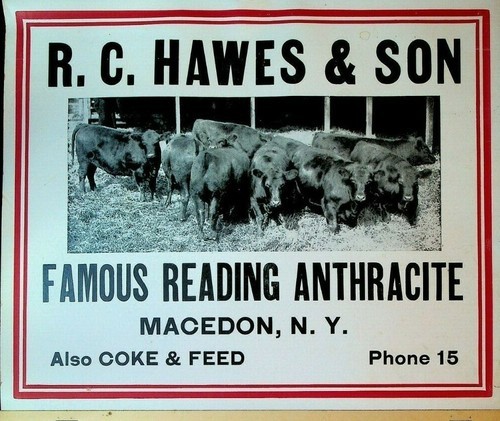 R. C. HAWES & SON
FAMOUS READING ANTHRACITE
MACEDON, N. Y.
Also COKE & FEED
Phone 15